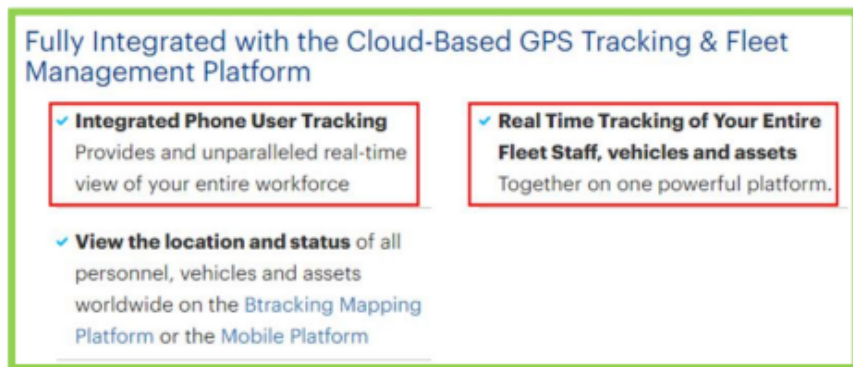 Fully Integrated with the Cloud-Based GPS Tracking & Fleet
Management Platform
Integrated Phone User Tracking
Provides and unparalleled real-time
view of your entire workforce
Real Time Tracking of Your Entire
Fleet Staff, vehicles and assets
Together on one powerful platform.
View the location and status of all
personnel, vehicles and assets
worldwide on the Btracking Mapping
Platform or the Mobile Platform